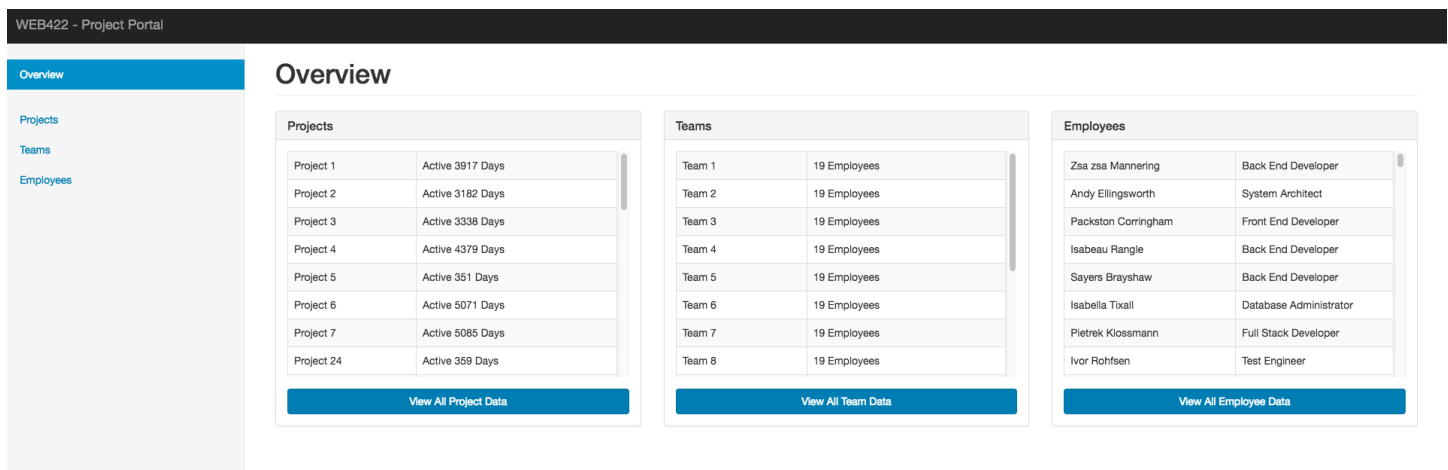 WEB422 - Project Portal
Overview
Projects
Teams
Employees
Overview
Projects
Project 1 Active 3917 Days
Project 2 Active 3182 Days
Project 3 Active 3338 Days
Project 4 Active 4379 Days
Project 5 Active 351 Days
Project 6 Active 5071 Days
Project 7 Active 5085 Days
Project 24 Active 359 Days
View All Project Data
Teams
Team 1 19 Employees
Team 2 19 Employees
Team 3 19 Employees
Team 4 19 Employees
Team 5 19 Employees
Team 6 19 Employees
Team 7 19 Employees
Team 8 19 Employees
View All Team Data
Employees
Zsa zsa Mannering Back End Developer
Andy Ellingsworth System Architect
Packston Corringham Front End Developer
Isabeau Rangle Back End Developer
Sayers Brayshaw Back End Developer
Isabella Tixall Database Administrator
Pietrek Klossmann Full Stack Developer
Ivor Rohfsen Test Engineer
View All Employee Data